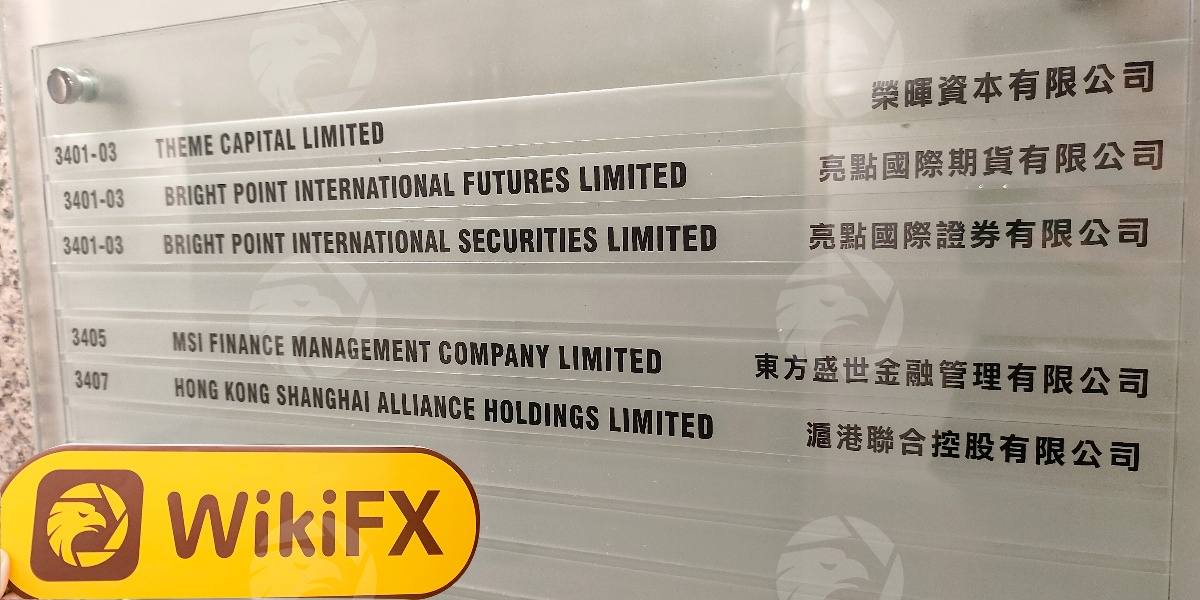 3401-03 THEME CAPITAL LIMITED 榮暉資本有限公司
3401-03 BRIGHT POINT INTERNATIONAL FUTURES LIMITED 亮點國際期貨有限公司
3401-03 BRIGHT POINT INTERNATIONAL SECURITIES LIMITED 亮點國際證券有限公司
3405 MSI FINANCE MANAGEMENT COMPANY LIMITED 東方盛世金融管理有限公司
3407 HONG KONG SHANGHAI ALLIANCE HOLDINGS LIMITED 滬港聯合控股有限公司
WikiFX